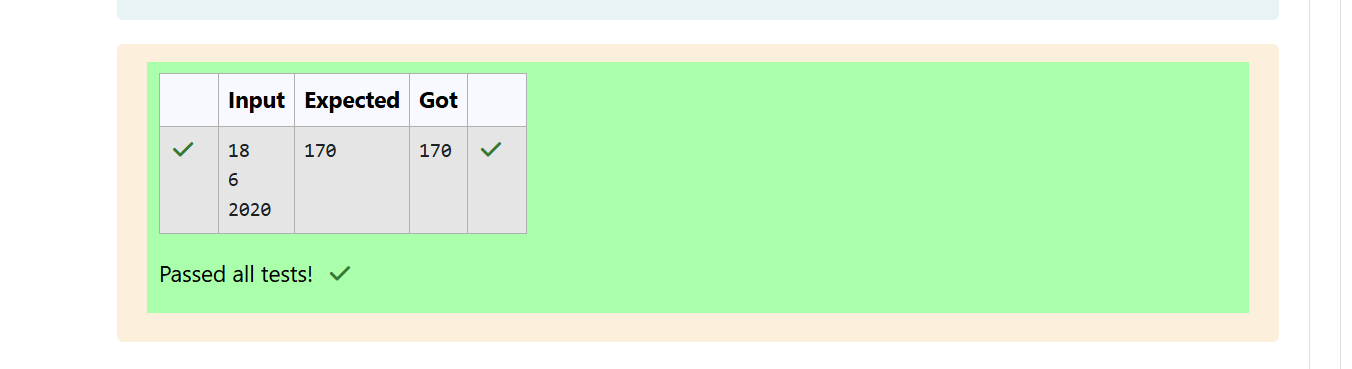 Input Expected Got
18 170 170
6
2020
Passed all tests!